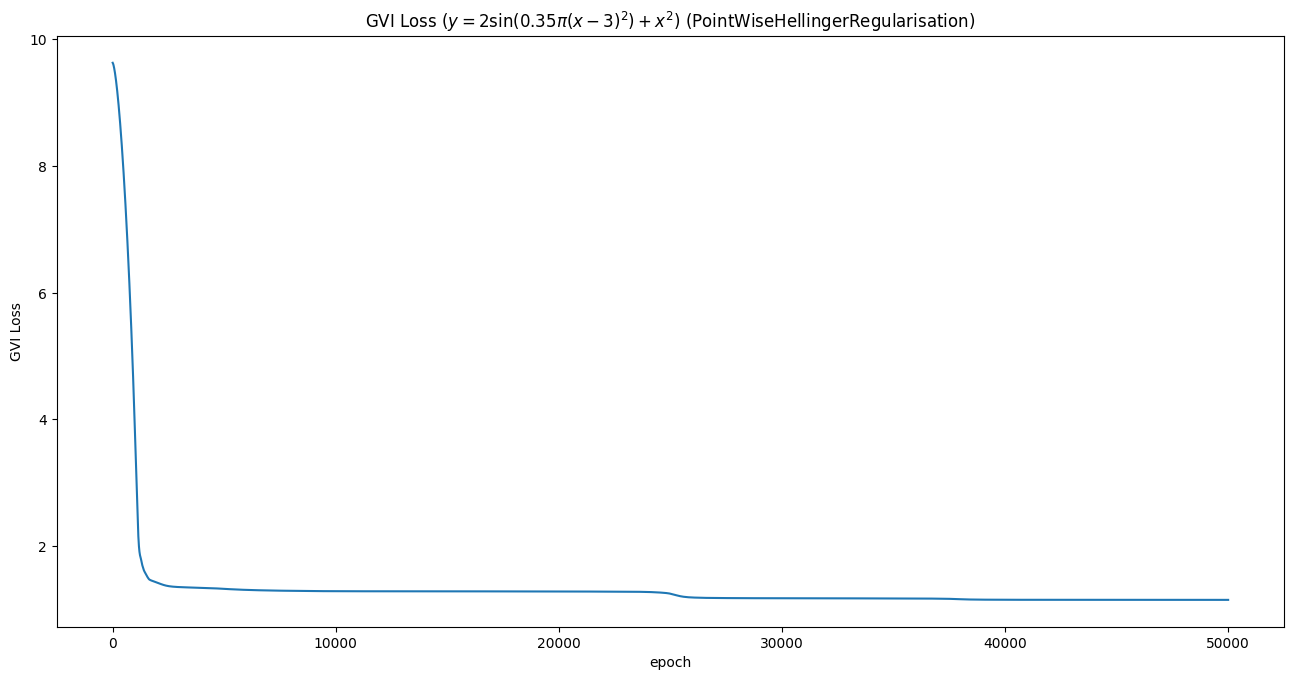 GVI Loss (y = 2sin(0.35π(x − 3)²) + x²) (PointWiseHellingerRegularisation)
10
8
6
4
2
GVI Loss
0 10000 20000 30000 40000 50000
epoch